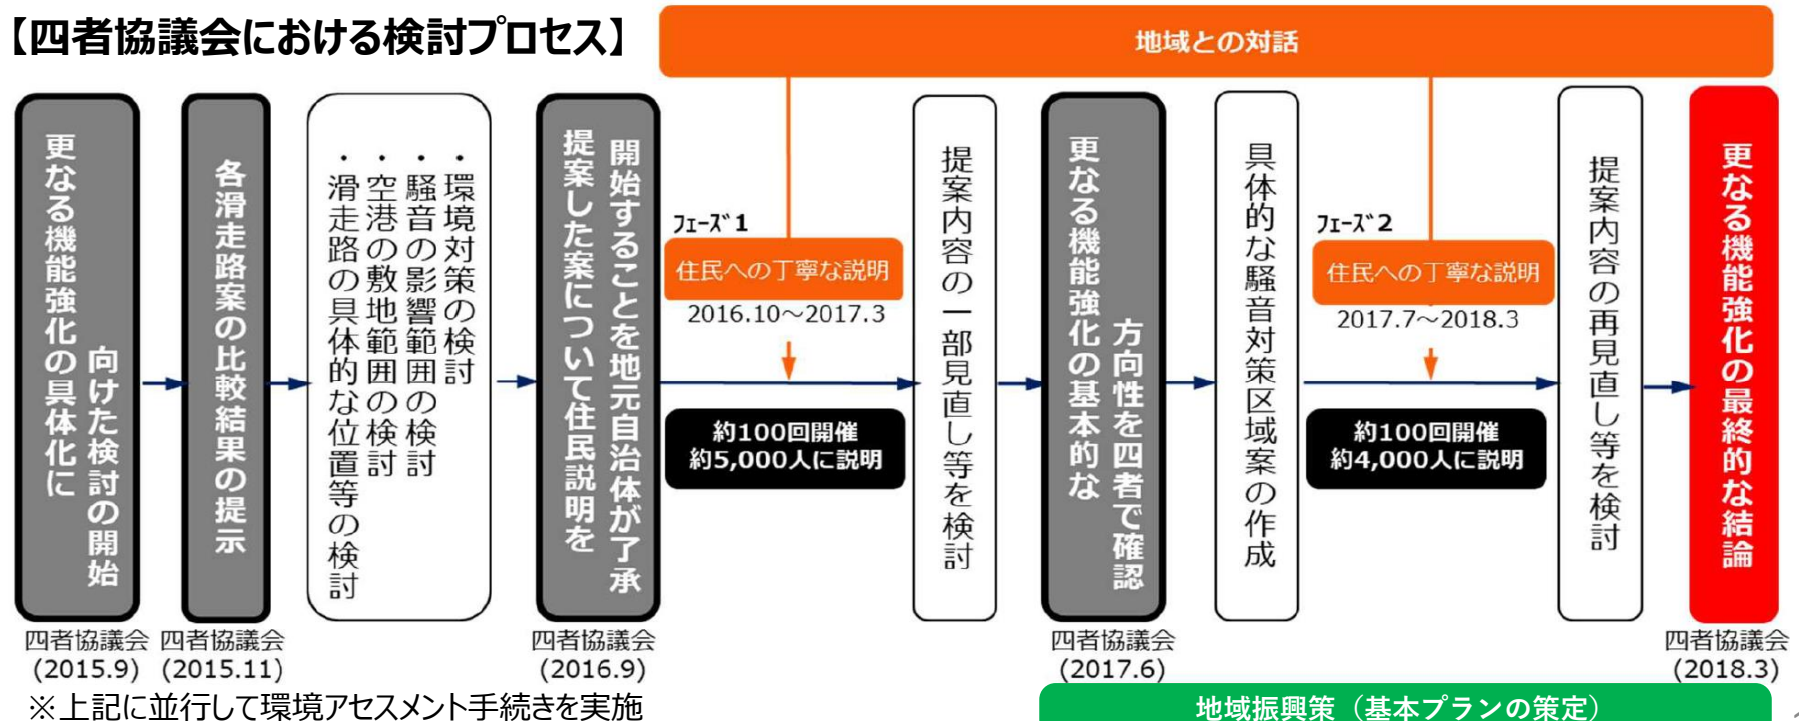 【四者協議会における検討プロセス】
地域との対話
更なる機能強化の具体化に
向けた検討の開始
四者協議会
(2015.9)
各滑走路案の比較結果の提示
四者協議会
(2015.11)
・環境対策の検討
・騒音の影響範囲の検討
・空港の敷地範囲の検討
・滑走路の具体的な位置等の検討
開始することを地元自治体が了承
提案した案について住民説明を
四者協議会
(2016.9)
ﾌｪｰｽﾞ1
住民への丁寧な説明
2016.10～2017.3
約100回開催
約5,000人に説明
提案内容の一部見直し等を検討
更なる機能強化の基本的な
方向性を四者で確認
四者協議会
(2017.6)
具体的な騒音対策区域案の作成
ﾌｪｰｽﾞ2
住民への丁寧な説明
2017.7～2018.3
約100回開催
約4,000人に説明
提案内容の再見直し等を検討
更なる機能強化の最終的な結論
四者協議会
(2018.3)
※上記に並行して環境アセスメント手続きを実施
地域振興策（基本プランの策定）